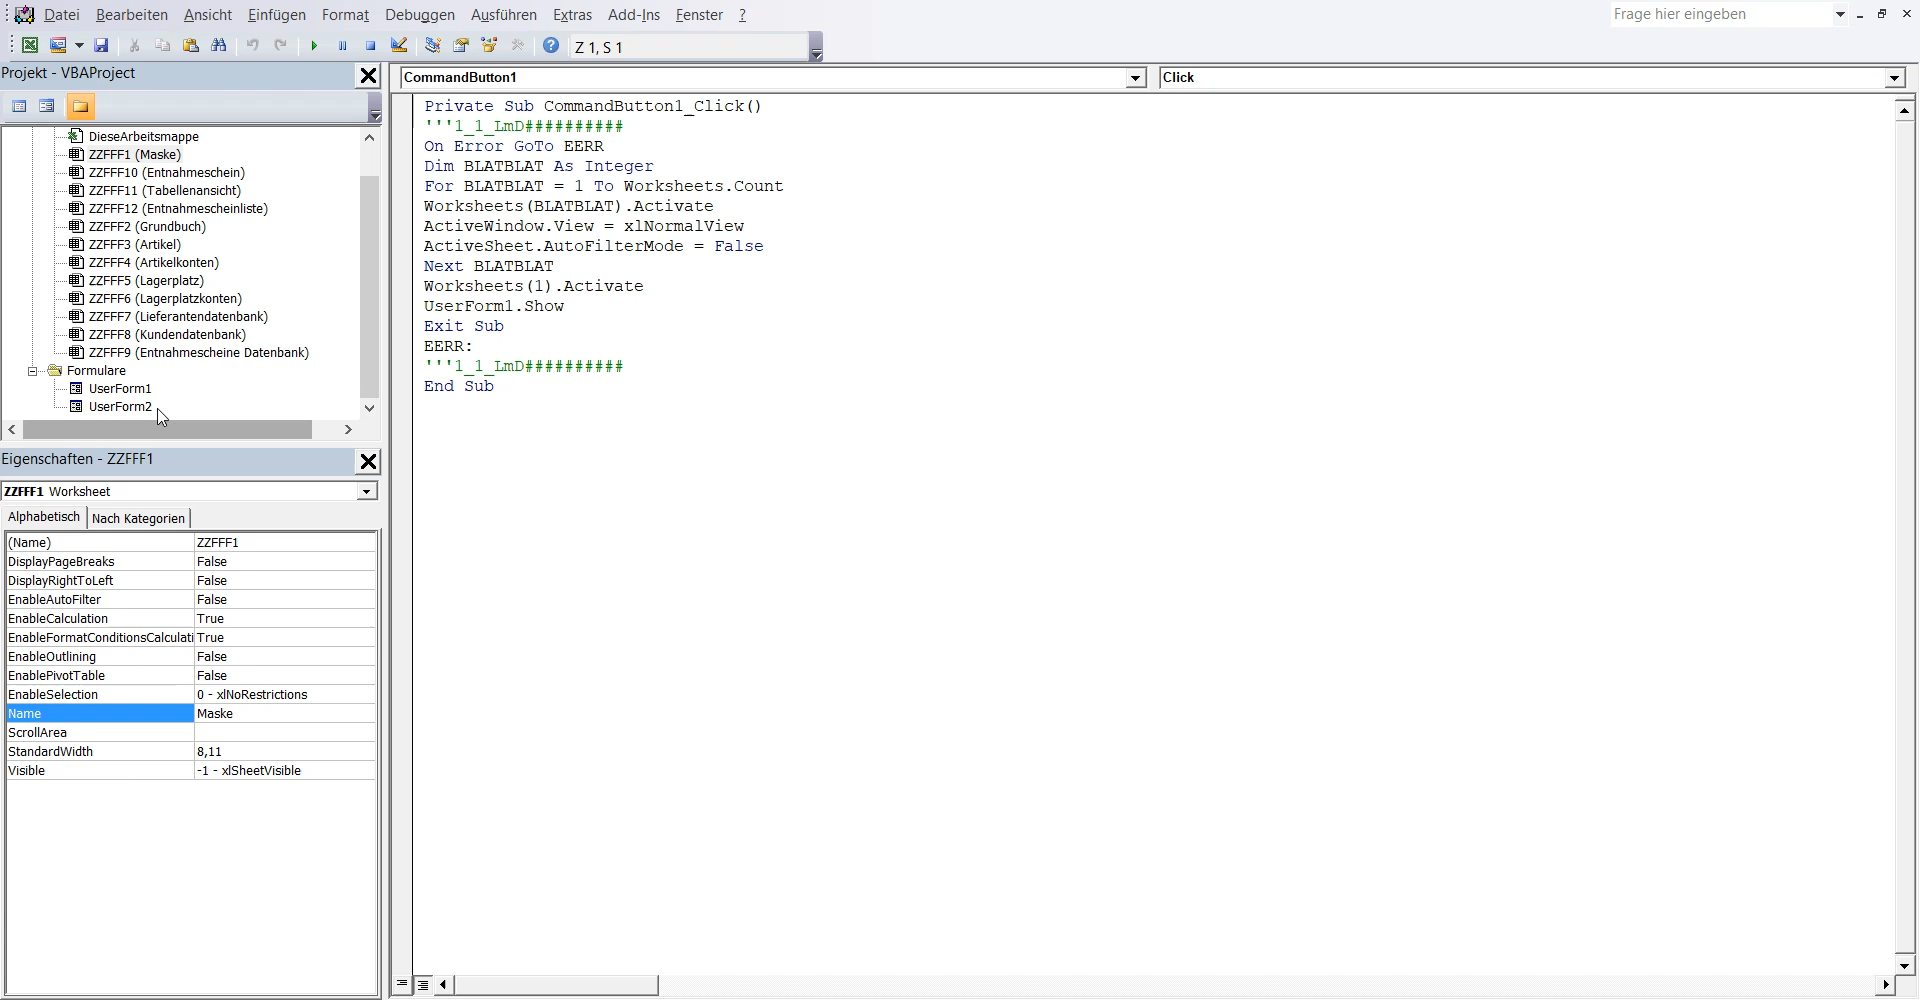 Datei Bearbeiten Ansicht Einfügen Format Debuggen Ausführen Extras Add-Ins Fenster ? Frage hier eingeben
Z 1, S 1
Projekt - VBAProject
DieseArbeitsmappe
ZZFFF1 (Maske)
ZZFFF10 (Entnahmeschein)
ZZFFF11 (Tabellenansicht)
ZZFFF12 (Entnahmescheinliste)
ZZFFF2 (Grundbuch)
ZZFFF3 (Artikel)
ZZFFF4 (Artikelkonten)
ZZFFF5 (Lagerplatz)
ZZFFF6 (Lagerplatzkonten)
ZZFFF7 (Lieferantendatenbank)
ZZFFF8 (Kundendatenbank)
ZZFFF9 (Entnahmescheine Datenbank)
Formulare
UserForm1
UserForm2
Eigenschaften - ZZFFF1
ZZFFF1 Worksheet
Alphabetisch Nach Kategorien
(Name) ZZFFF1
DisplayPageBreaks False
DisplayRightToLeft False
EnableAutoFilter False
EnableCalculation True
EnableFormatConditionsCalculati True
EnableOutlining False
EnablePivotTable False
EnableSelection 0 - xlNoRestrictions
Name Maske
ScrollArea
StandardWidth 8,11
Visible -1 - xlSheetVisible
CommandButton1 Click
Private Sub CommandButton1_Click()
'''1_1_LmD##########
On Error GoTo EERR
Dim BLATBLAT As Integer
For BLATBLAT = 1 To Worksheets.Count
Worksheets(BLATBLAT).Activate
ActiveWindow.View = xlNormalView
ActiveSheet.AutoFilterMode = False
Next BLATBLAT
Worksheets(1).Activate
UserForm1.Show
Exit Sub
EERR:
'''1_1_LmD##########
End Sub